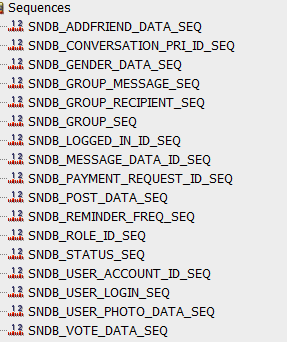 Sequences
SNDB_ADDFRIEND_DATA_SEQ
SNDB_CONVERSATION_PRI_ID_SEQ
SNDB_GENDER_DATA_SEQ
SNDB_GROUP_MESSAGE_SEQ
SNDB_GROUP_RECIPIENT_SEQ
SNDB_GROUP_SEQ
SNDB_LOGGED_IN_ID_SEQ
SNDB_MESSAGE_DATA_ID_SEQ
SNDB_PAYMENT_REQUEST_ID_SEQ
SNDB_POST_DATA_SEQ
SNDB_REMINDER_FREQ_SEQ
SNDB_ROLE_ID_SEQ
SNDB_STATUS_SEQ
SNDB_USER_ACCOUNT_ID_SEQ
SNDB_USER_LOGIN_SEQ
SNDB_USER_PHOTO_DATA_SEQ
SNDB_VOTE_DATA_SEQ